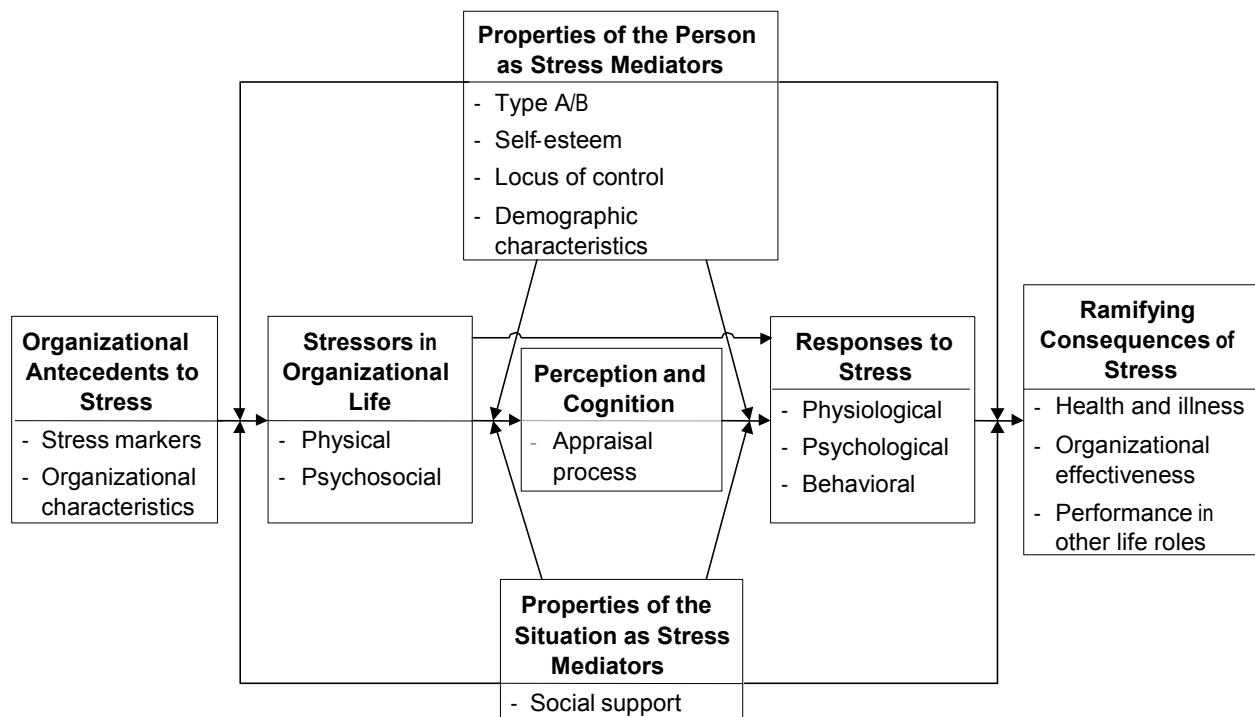 Properties of the Person
as Stress Mediators
- Type A/B
- Self-esteem
- Locus of control
- Demographic
characteristics
Organizational
Antecedents to
Stress
- Stress markers
- Organizational
characteristics
Stressors in
Organizational
Life
- Physical
- Psychosocial
Perception and
Cognition
- Appraisal
process
Responses to
Stress
- Physiological
- Psychological
- Behavioral
Ramifying
Consequences of
Stress
- Health and illness
- Organizational
effectiveness
- Performance in
other life roles
Properties of the
Situation as Stress
Mediators
- Social support